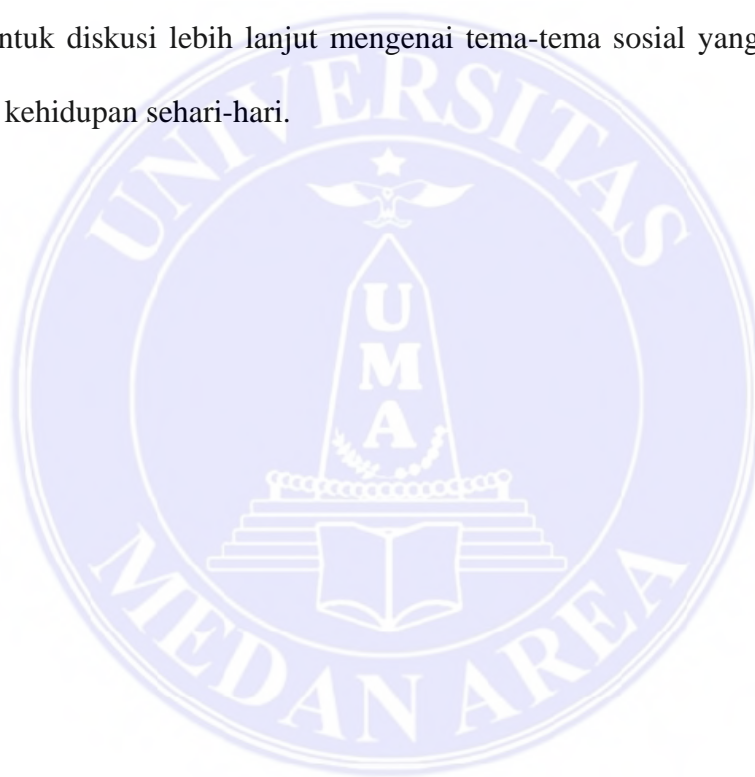 ntuk diskusi lebih lanjut mengenai tema-tema sosial yang
kehidupan sehari-hari.
UNIVERSITAS
UMA
MEDAN AREA